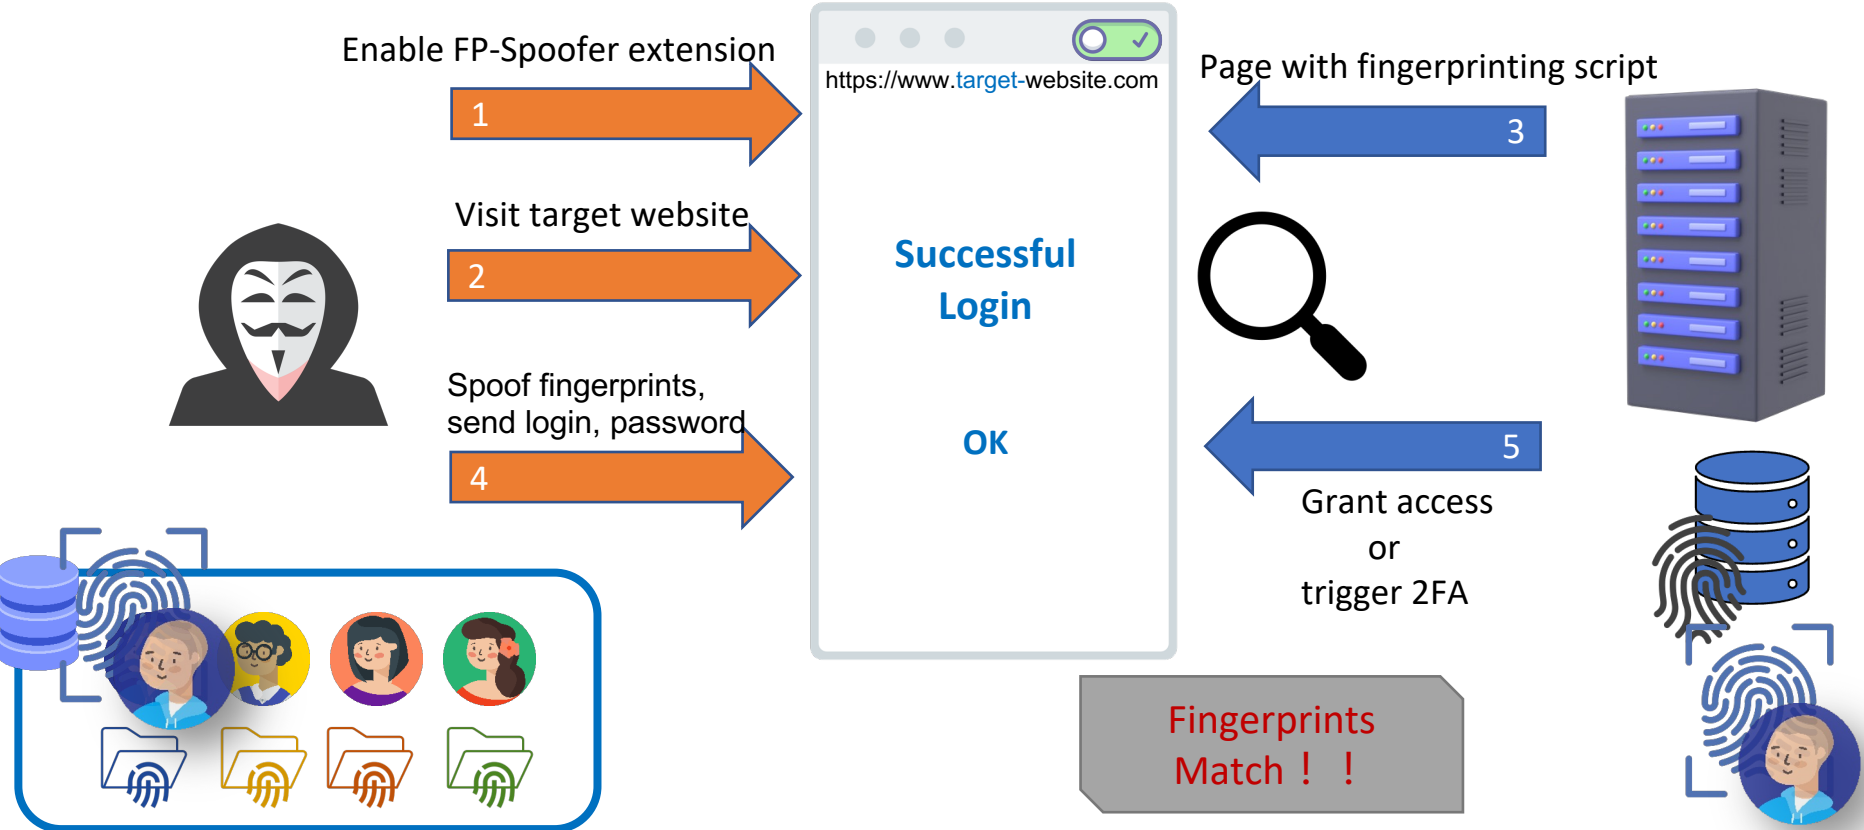 Enable FP-Spoofer extension
1
https://www.target-website.com
Page with fingerprinting script
3
Visit target website
2
Successful
Login
Spoof fingerprints,
send login, password
4
OK
5
Grant access
or
trigger 2FA
Fingerprints
Match！！